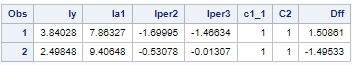 Obs ly la1 lper2 lper3 c1_1 C2 Dff
1 3.84028 7.86327 -1.69995 -1.46634 1 1 1.50861
2 2.49848 9.40648 -0.53078 -0.01307 1 1 -1.49533